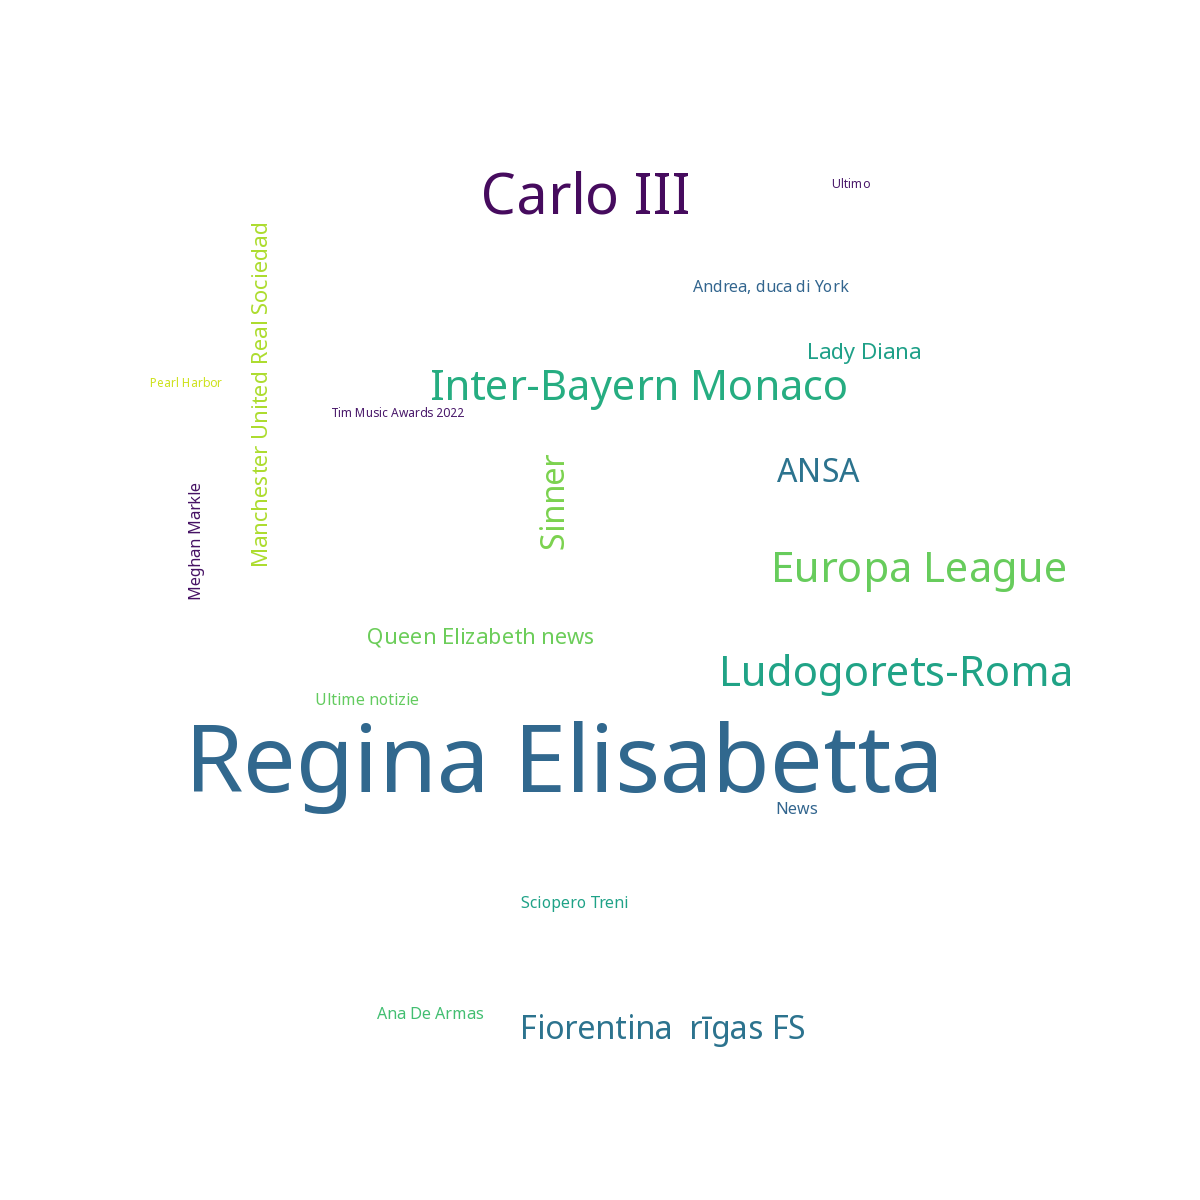 Carlo III
Ultimo
Manchester United Real Sociedad
Andrea, duca di York
Lady Diana
Pearl Harbor
Inter-Bayern Monaco
Tim Music Awards 2022
Sinner
ANSA
Meghan Markle
Europa League
Queen Elizabeth news
Ludogorets-Roma
Ultime notizie
Regina Elisabetta
News
Sciopero Treni
Ana De Armas
Fiorentina rīgas FS